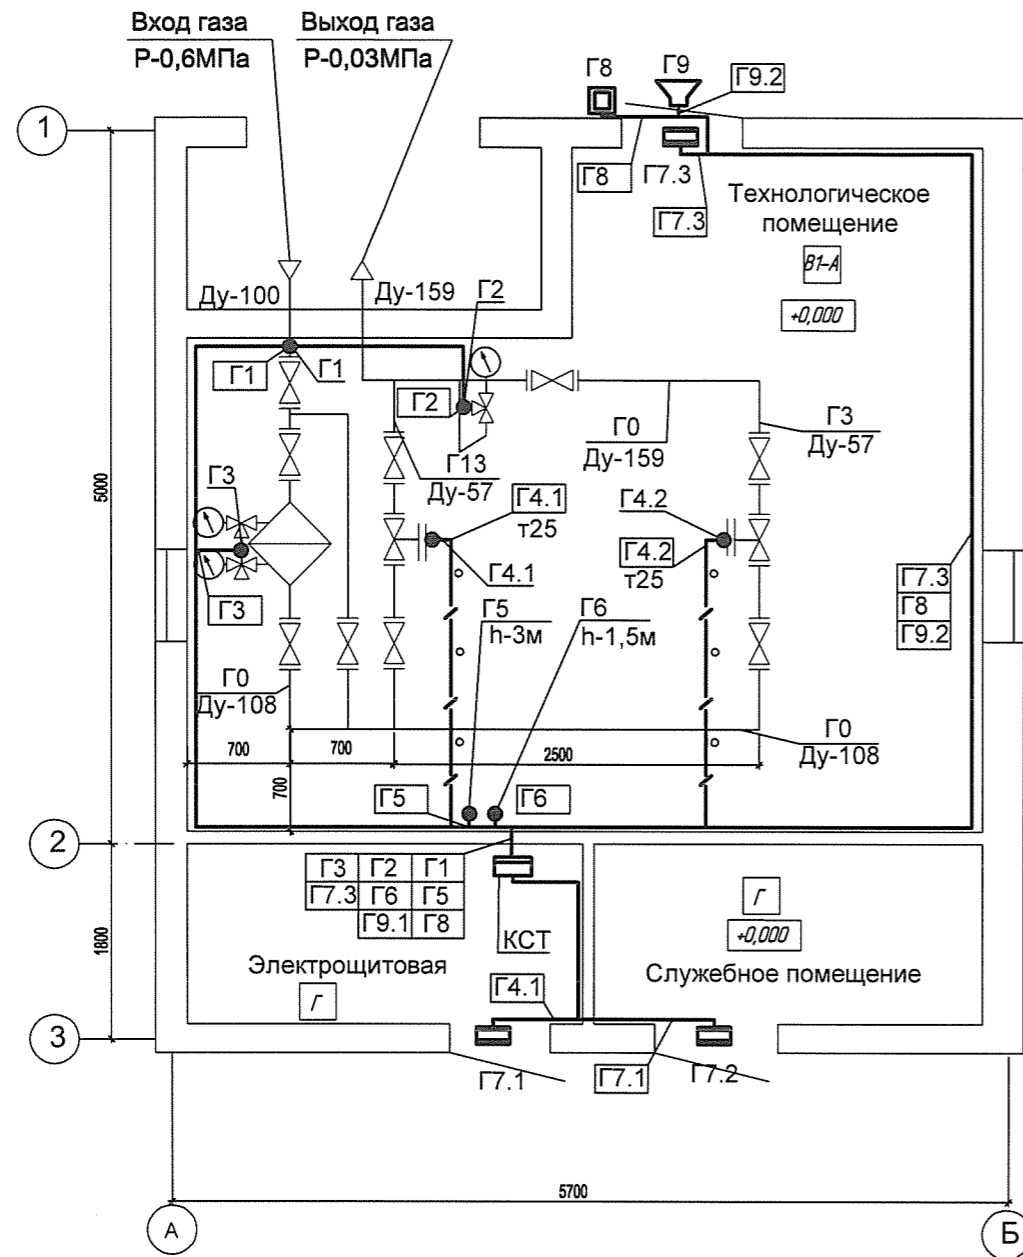 Вход газа
Р-0,6МПа
Выход газа
Р-0,03МПа
Г8
Г9
Г9.2
1
Г8
Г7.3
Г7.3
Технологическое
помещение
В1-А
+0,000
Ду-100
Ду-159
Г2
Г1
Г1
Г2
Г0
Ду-159
Г3
Ду-57
Г13
Ду-57
Г3
Г4.1
т25
Г4.2
Г4.2
т25
Г4.1
5000
Г3
Г5
h-3м
Г6
h-1,5м
Г7.3
Г8
Г9.2
Г0
Ду-108
Г0
Ду-108
700
700
2500
700
Г5
Г6
2
Г3 Г2 Г1
Г7.3 Г6 Г5
Г9.1 Г8
КСТ
Г
+0,000
1800
Электрощитовая
Г
Служебное помещение
Г4.1
3
Г7.1
Г7.1
Г7.2
5700
А
Б